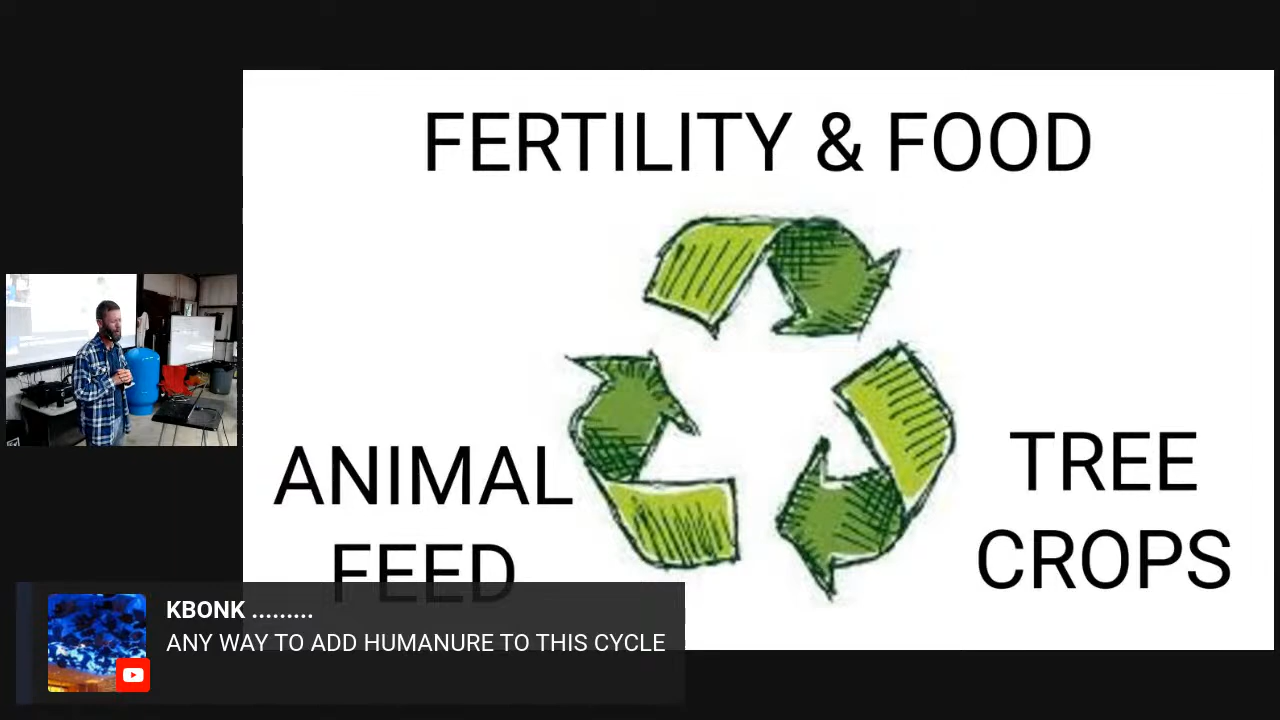 FERTILITY & FOOD
ANIMAL
FEED
TREE
CROPS
KBONK .........
ANY WAY TO ADD HUMANURE TO THIS CYCLE